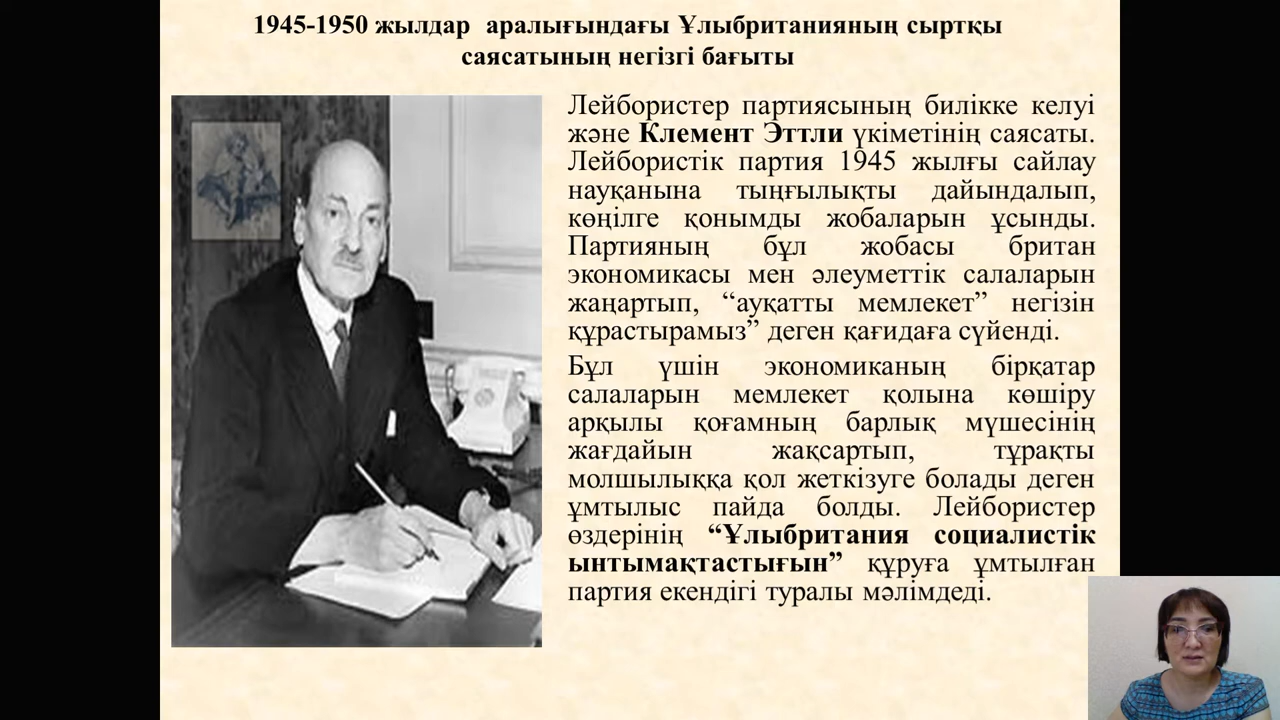 1945-1950 жылдар  аралығындағы Ұлыбританияның сыртқы
саясатының негізгі бағыты
Лейбористер партиясының билікке келуі
және Клемент Эттли үкіметінің саясаты.
Лейбористік партия 1945 жылғы сайлау
науқанына тыңғылықты дайындалып,
көңілге қонымды жобаларын ұсынды.
Партияның бұл жобасы британ
экономикасы мен әлеуметтік салаларын
жаңартып, “ауқатты мемлекет” негізін
құрастырамыз” деген қағидаға сүйенді.
Бұл үшін экономиканың бірқатар
салаларын мемлекет қолына көшіру
арқылы қоғамның барлық мүшесінің
жағдайын жақсартып, тұрақты
молшылыққа қол жеткізуге болады деген
ұмтылыс пайда болды. Лейбористер
өздерінің “Ұлыбритания социалистік
ынтымақтастығын” құруға ұмтылған
партия екендігі туралы мәлімдеді.